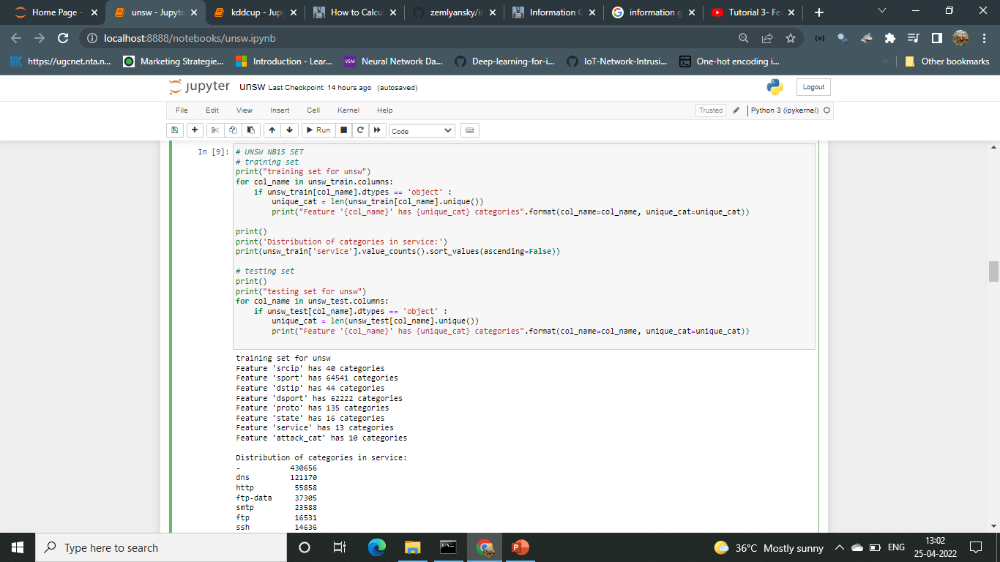 Home Page -
unsw - Jupyte
kddcup - Jup
How to Calcu
zemlyansky/i
Information G
information g
Tutorial 3- Fe
localhost:8888/notebooks/unsw.ipynb
https://ugcnet.nta.n...
Marketing Strategie...
Introduction - Lear...
VSM
Neural Network Da...
Deep-learning-for-i...
IoT-Network-Intrusi...
One-hot encoding i...
»
Other bookmarks
jupyter unsw Last Checkpoint: 14 hours ago (autosaved)
Logout
File Edit View Insert Cell Kernel Help
Trusted
Python 3 (ipykernel)
Run
Code
In [9]:
# UNSW NB15 SET
# training set
print("training set for unsw")
for col_name in unsw_train.columns:
    if unsw_train[col_name].dtypes == 'object' :
        unique_cat = len(unsw_train[col_name].unique())
        print("Feature '{col_name}' has {unique_cat} categories".format(col_name=col_name, unique_cat=unique_cat))
print()
print('Distribution of categories in service:')
print(unsw_train['service'].value_counts().sort_values(ascending=False))
# testing set
print()
print("testing set for unsw")
for col_name in unsw_test.columns:
    if unsw_test[col_name].dtypes == 'object' :
        unique_cat = len(unsw_test[col_name].unique())
        print("Feature '{col_name}' has {unique_cat} categories".format(col_name=col_name, unique_cat=unique_cat))
training set for unsw
Feature 'srcip' has 40 categories
Feature 'sport' has 64541 categories
Feature 'dstip' has 44 categories
Feature 'dsport' has 62222 categories
Feature 'proto' has 135 categories
Feature 'state' has 16 categories
Feature 'service' has 13 categories
Feature 'attack_cat' has 10 categories
Distribution of categories in service:
- 430656
dns 121170
http 55858
ftp-data 37305
smtp 23588
ftp 16531
ssh 14636
Type here to search
36°C Mostly sunny
ENG
13:02
25-04-2022